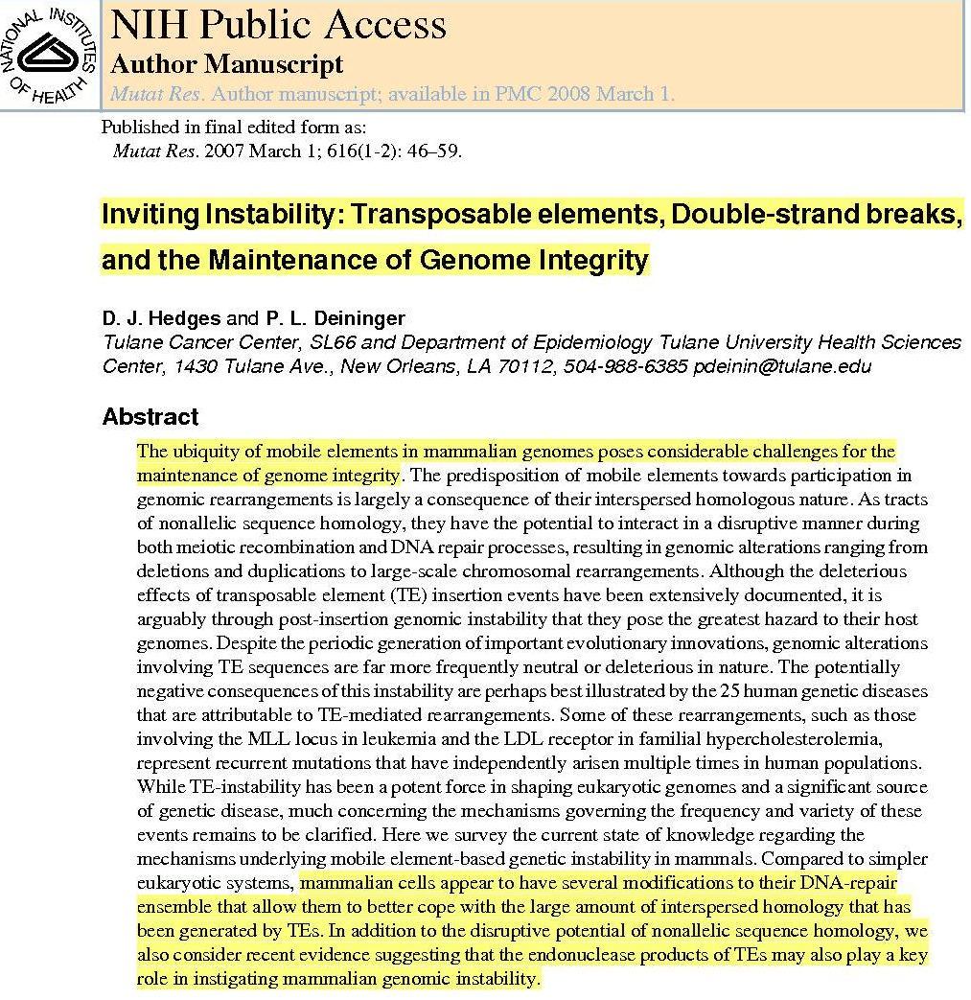 NATIONAL INSTITUTES
OF HEALTH
NIH Public Access
Author Manuscript
Mutat Res. Author manuscript; available in PMC 2008 March 1.
Published in final edited form as:
Mutat Res. 2007 March 1; 616(1-2): 46–59.
Inviting Instability: Transposable elements, Double-strand breaks,
and the Maintenance of Genome Integrity
D. J. Hedges and P. L. Deininger
Tulane Cancer Center, SL66 and Department of Epidemiology Tulane University Health Sciences
Center, 1430 Tulane Ave., New Orleans, LA 70112, 504-988-6385 pdeinin@tulane.edu
Abstract
The ubiquity of mobile elements in mammalian genomes poses considerable challenges for the
maintenance of genome integrity. The predisposition of mobile elements towards participation in
genomic rearrangements is largely a consequence of their interspersed homologous nature. As tracts
of nonallelic sequence homology, they have the potential to interact in a disruptive manner during
both meiotic recombination and DNA repair processes, resulting in genomic alterations ranging from
deletions and duplications to large-scale chromosomal rearrangements. Although the deleterious
effects of transposable element (TE) insertion events have been extensively documented, it is
arguably through post-insertion genomic instability that they pose the greatest hazard to their host
genomes. Despite the periodic generation of important evolutionary innovations, genomic alterations
involving TE sequences are far more frequently neutral or deleterious in nature. The potentially
negative consequences of this instability are perhaps best illustrated by the 25 human genetic diseases
that are attributable to TE-mediated rearrangements. Some of these rearrangements, such as those
involving the MLL locus in leukemia and the LDL receptor in familial hypercholesterolemia,
represent recurrent mutations that have independently arisen multiple times in human populations.
While TE-instability has been a potent force in shaping eukaryotic genomes and a significant source
of genetic disease, much concerning the mechanisms governing the frequency and variety of these
events remains to be clarified. Here we survey the current state of knowledge regarding the
mechanisms underlying mobile element-based genetic instability in mammals. Compared to simpler
eukaryotic systems, mammalian cells appear to have several modifications to their DNA-repair
ensemble that allow them to better cope with the large amount of interspersed homology that has
been generated by TEs. In addition to the disruptive potential of nonallelic sequence homology, we
also consider recent evidence suggesting that the endonuclease products of TEs may also play a key
role in instigating mammalian genomic instability.